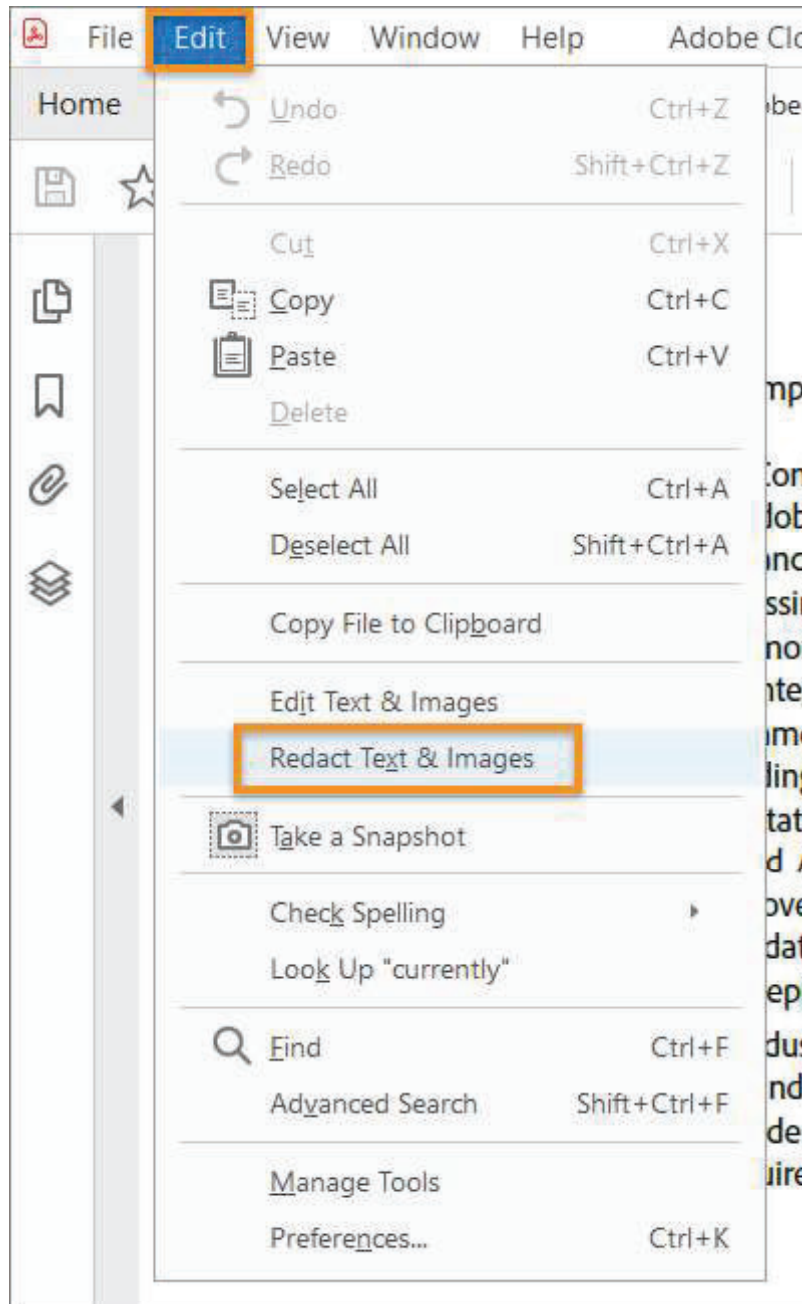 File Edit View Window Help Adobe
Home
Undo Ctrl+Z
Redo Shift+Ctrl+Z
Cut Ctrl+X
Copy Ctrl+C
Paste Ctrl+V
Delete
Select All Ctrl+A
Deselect All Shift+Ctrl+A
Copy File to Clipboard
Edit Text & Images
Redact Text & Images
Take a Snapshot
Check Spelling
Look Up "currently"
Find Ctrl+F
Advanced Search Shift+Ctrl+F
Manage Tools
Preferences... Ctrl+K